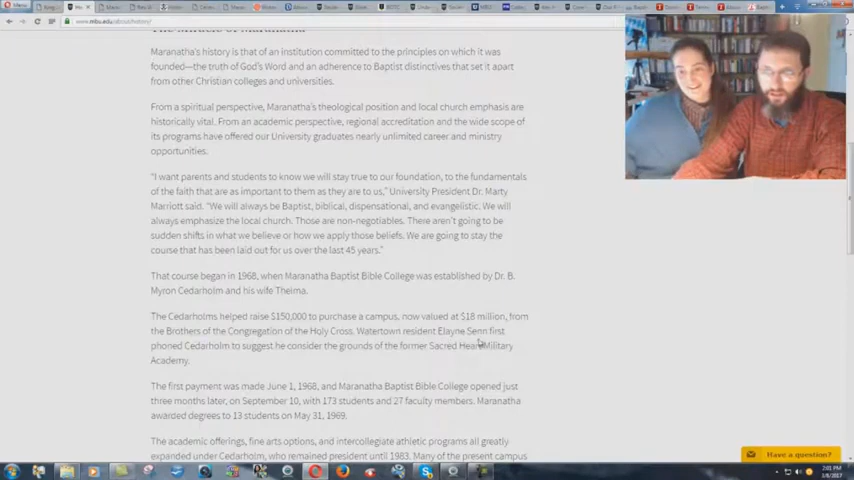 Menu
www.mbu.edu/about/history/
Maranatha's history is that of an institution committed to the principles on which it was
founded—the truth of God's Word and an adherence to Baptist distinctives that set it apart
from other Christian colleges and universities.
From a spiritual perspective, Maranatha's theological position and local church emphasis are
historically vital. From an academic perspective, regional accreditation and the wide scope of
its programs have offered our University graduates nearly unlimited career and ministry
opportunities.
"I want parents and students to know we will stay true to our foundation, to the fundamentals
of the faith that are as important to them as they are to us," University President Dr. Marty
Marriott said. "We will always be Baptist, biblical, dispensational, and evangelistic. We will
always emphasize the local church. Those are non-negotiables. There aren't going to be
sudden shifts in what we believe or how we apply those beliefs. We are going to stay the
course that has been laid out for us over the last 45 years."
That course began in 1968, when Maranatha Baptist Bible College was established by Dr. B.
Myron Cedarholm and his wife Thelma.
The Cedarholms helped raise $150,000 to purchase a campus, now valued at $18 million, from
the Brothers of the Congregation of the Holy Cross. Watertown resident Elayne Senn first
phoned Cedarholm to suggest he consider the grounds of the former Sacred Heart Military
Academy.
The first payment was made June 1, 1968, and Maranatha Baptist Bible College opened just
three months later, on September 10, with 173 students and 27 faculty members. Maranatha
awarded degrees to 13 students on May 31, 1969.
The academic offerings, fine arts options, and intercollegiate athletic programs all greatly
expanded under Cedarholm, who remained president until 1983. Many of the present campus
Have a question?
2:01 PM